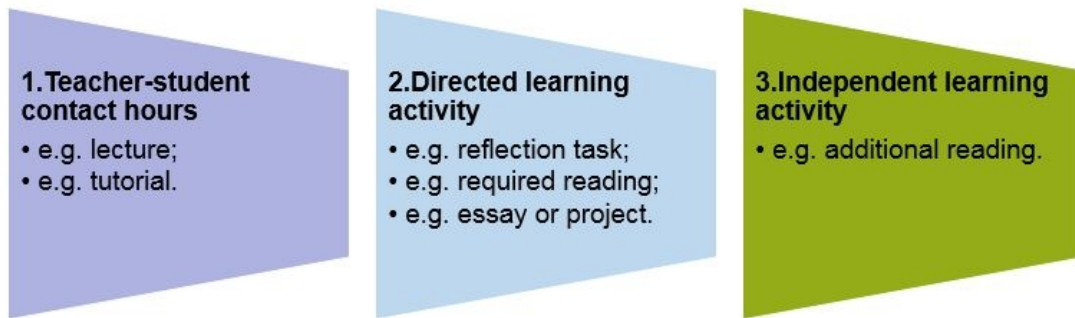 1.Teacher-student
contact hours
• e.g. lecture;
• e.g. tutorial.
2.Directed learning
activity
• e.g. reflection task;
• e.g. required reading;
• e.g. essay or project.
3.Independent learning
activity
• e.g. additional reading.